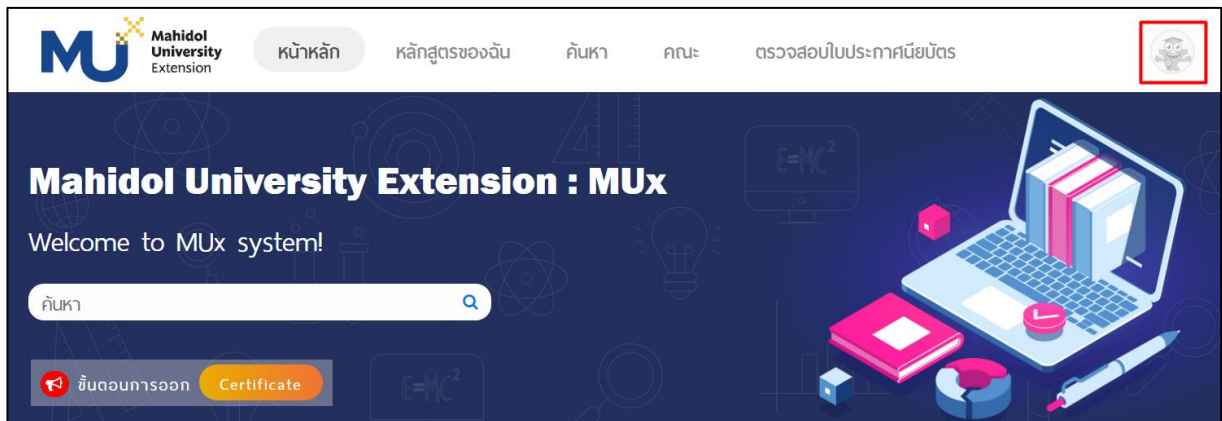 MU
Mahidol
University
Extension
หน้าหลัก
หลักสูตรของฉัน
ค้นหา
คณะ
ตรวจสอบใบประกาศนียบัตร
Mahidol University Extension : MUx
Welcome to MUx system!
ค้นหา
ขั้นตอนการออก Certificate
E=MC²
E=MC²